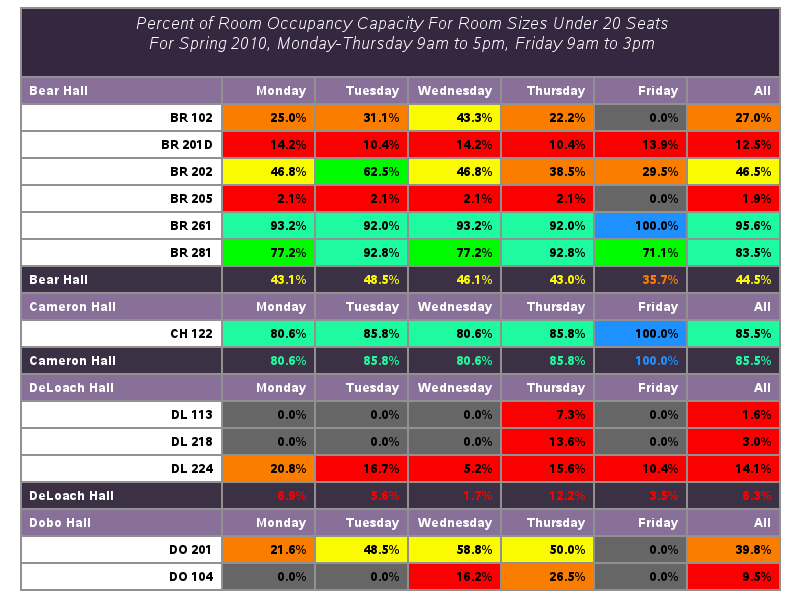 Percent of Room Occupancy Capacity For Room Sizes Under 20 Seats
For Spring 2010, Monday-Thursday 9am to 5pm, Friday 9am to 3pm
Bear Hall Monday Tuesday Wednesday Thursday Friday All
BR 102 25.0% 31.1% 43.3% 22.2% 0.0% 27.0%
BR 201D 14.2% 10.4% 14.2% 10.4% 13.9% 12.5%
BR 202 46.8% 62.5% 46.8% 38.5% 29.5% 46.5%
BR 205 2.1% 2.1% 2.1% 2.1% 0.0% 1.9%
BR 261 93.2% 92.0% 93.2% 92.0% 100.0% 95.6%
BR 281 77.2% 92.8% 77.2% 92.8% 71.1% 83.5%
Bear Hall 43.1% 48.5% 46.1% 43.0% 35.7% 44.5%
Cameron Hall Monday Tuesday Wednesday Thursday Friday All
CH 122 80.6% 85.8% 80.6% 85.8% 100.0% 85.5%
Cameron Hall 80.6% 85.8% 80.6% 85.8% 100.0% 85.5%
DeLoach Hall Monday Tuesday Wednesday Thursday Friday All
DL 113 0.0% 0.0% 0.0% 7.3% 0.0% 1.6%
DL 218 0.0% 0.0% 0.0% 13.6% 0.0% 3.0%
DL 224 20.8% 16.7% 5.2% 15.6% 10.4% 14.1%
DeLoach Hall 6.9% 5.6% 1.7% 12.2% 3.5% 6.3%
Dobo Hall Monday Tuesday Wednesday Thursday Friday All
DO 201 21.6% 48.5% 58.8% 50.0% 0.0% 39.8%
DO 104 0.0% 0.0% 16.2% 26.5% 0.0% 9.5%